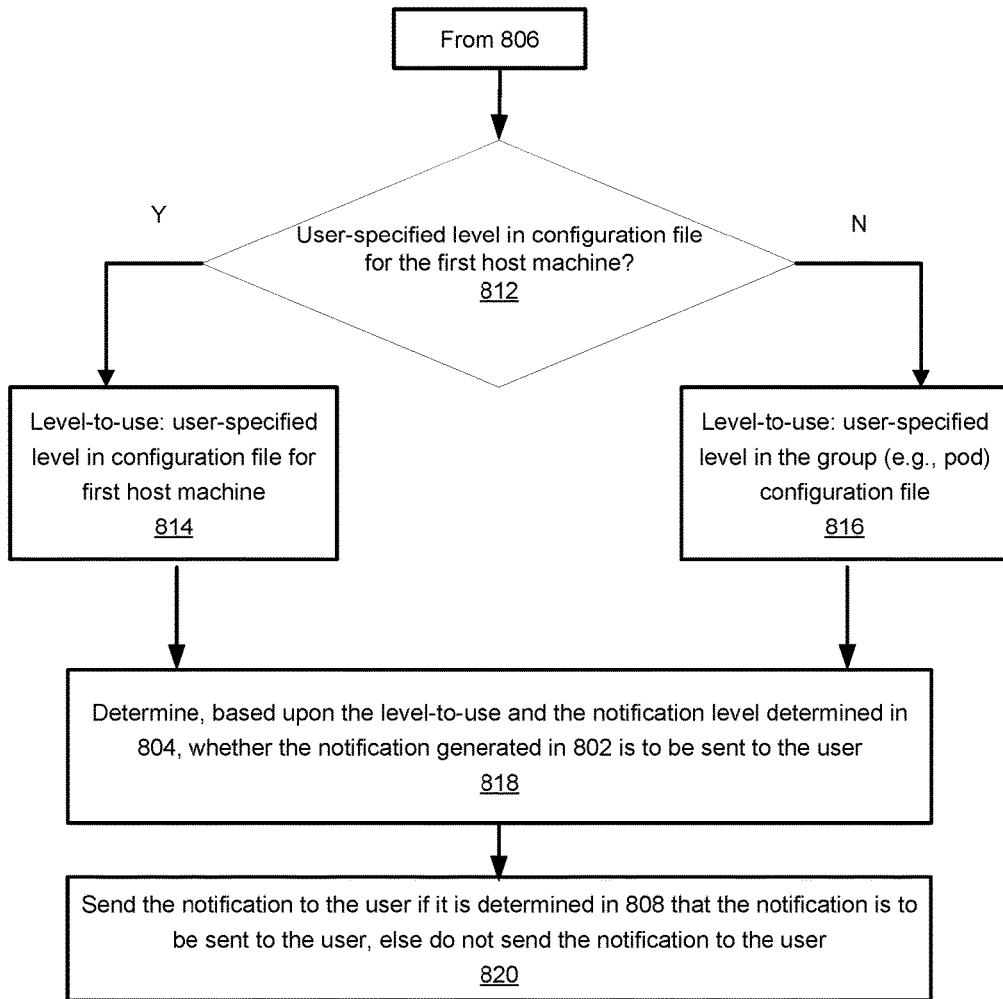 From 806
Y
N
User-specified level in configuration file
for the first host machine?
812
Level-to-use: user-specified
level in configuration file for
first host machine
814
Level-to-use: user-specified
level in the group (e.g., pod)
configuration file
816
Determine, based upon the level-to-use and the notification level determined in
804, whether the notification generated in 802 is to be sent to the user
818
Send the notification to the user if it is determined in 808 that the notification is to
be sent to the user, else do not send the notification to the user
820